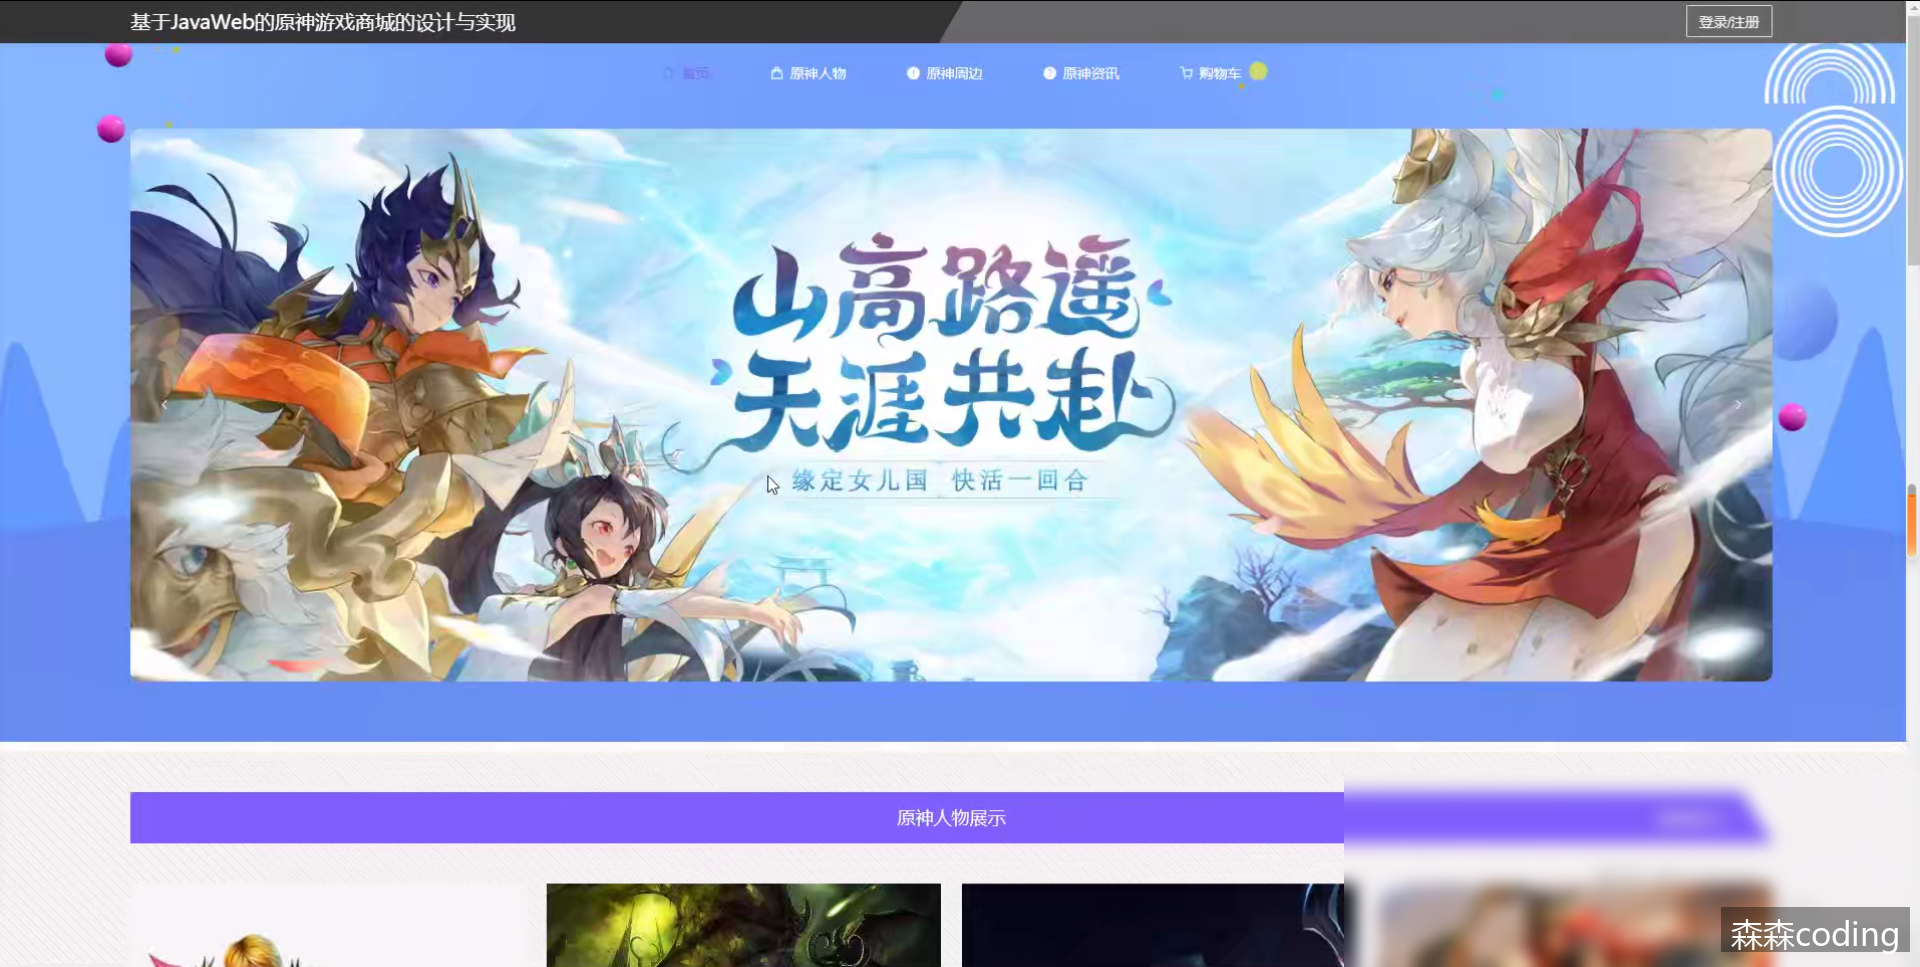 基于JavaWeb的原神游戏商城的设计与实现
登录/注册
首页
原神人物
原神周边
原神资讯
购物车
山高路遥
天涯共赴
缘定女儿国 快活一回合
原神人物展示
森森coding